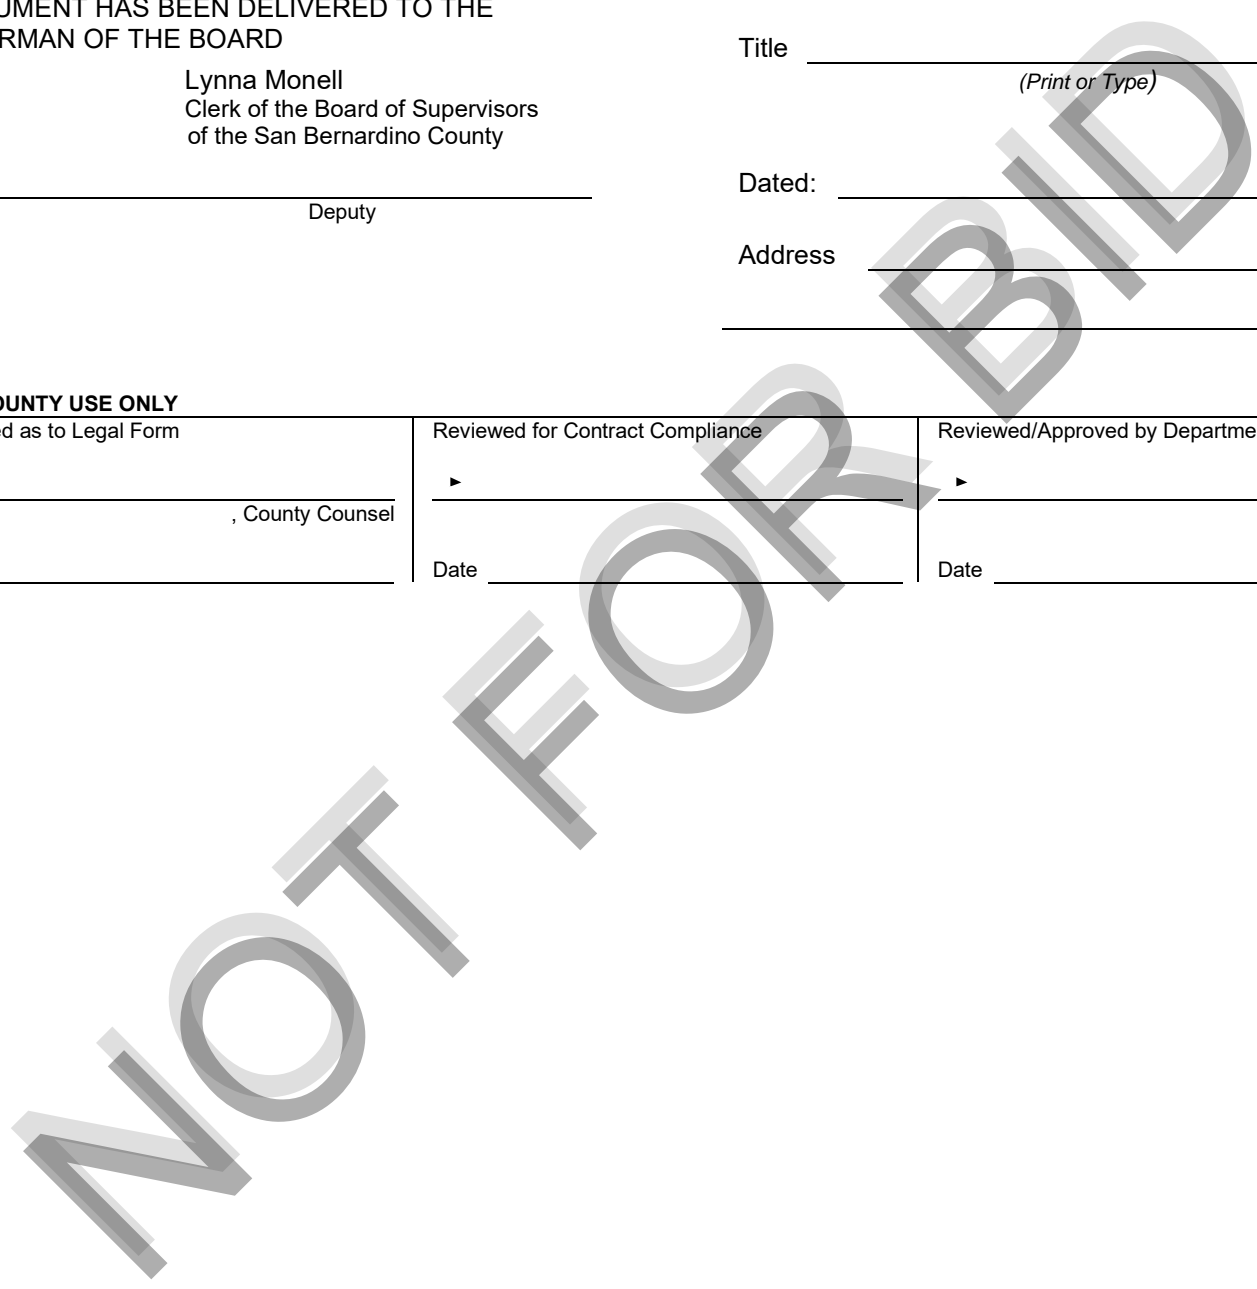 UMENT HAS BEEN DELIVERED TO THE
RMAN OF THE BOARD
Lynna Monell
Clerk of the Board of Supervisors
of the San Bernardino County
Deputy
Title
(Print or Type)
Dated:
Address
OUNTY USE ONLY
ed as to Legal Form
, County Counsel
Reviewed for Contract Compliance
►
Date
Reviewed/Approved by Departme
►
Date
NOT FOR BID